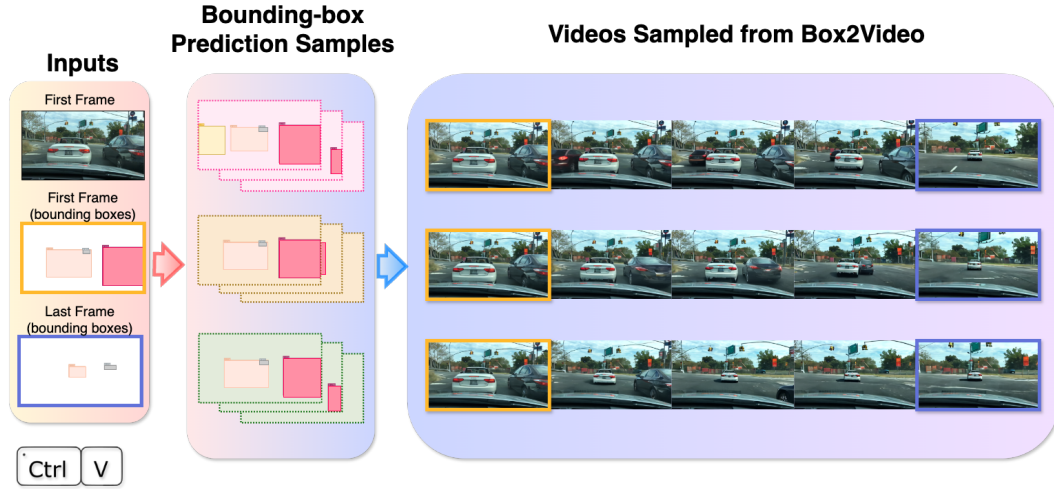 Inputs
First Frame
First Frame
(bounding boxes)
Last Frame
(bounding boxes)
Ctrl V
Bounding-box
Prediction Samples
Videos Sampled from Box2Video